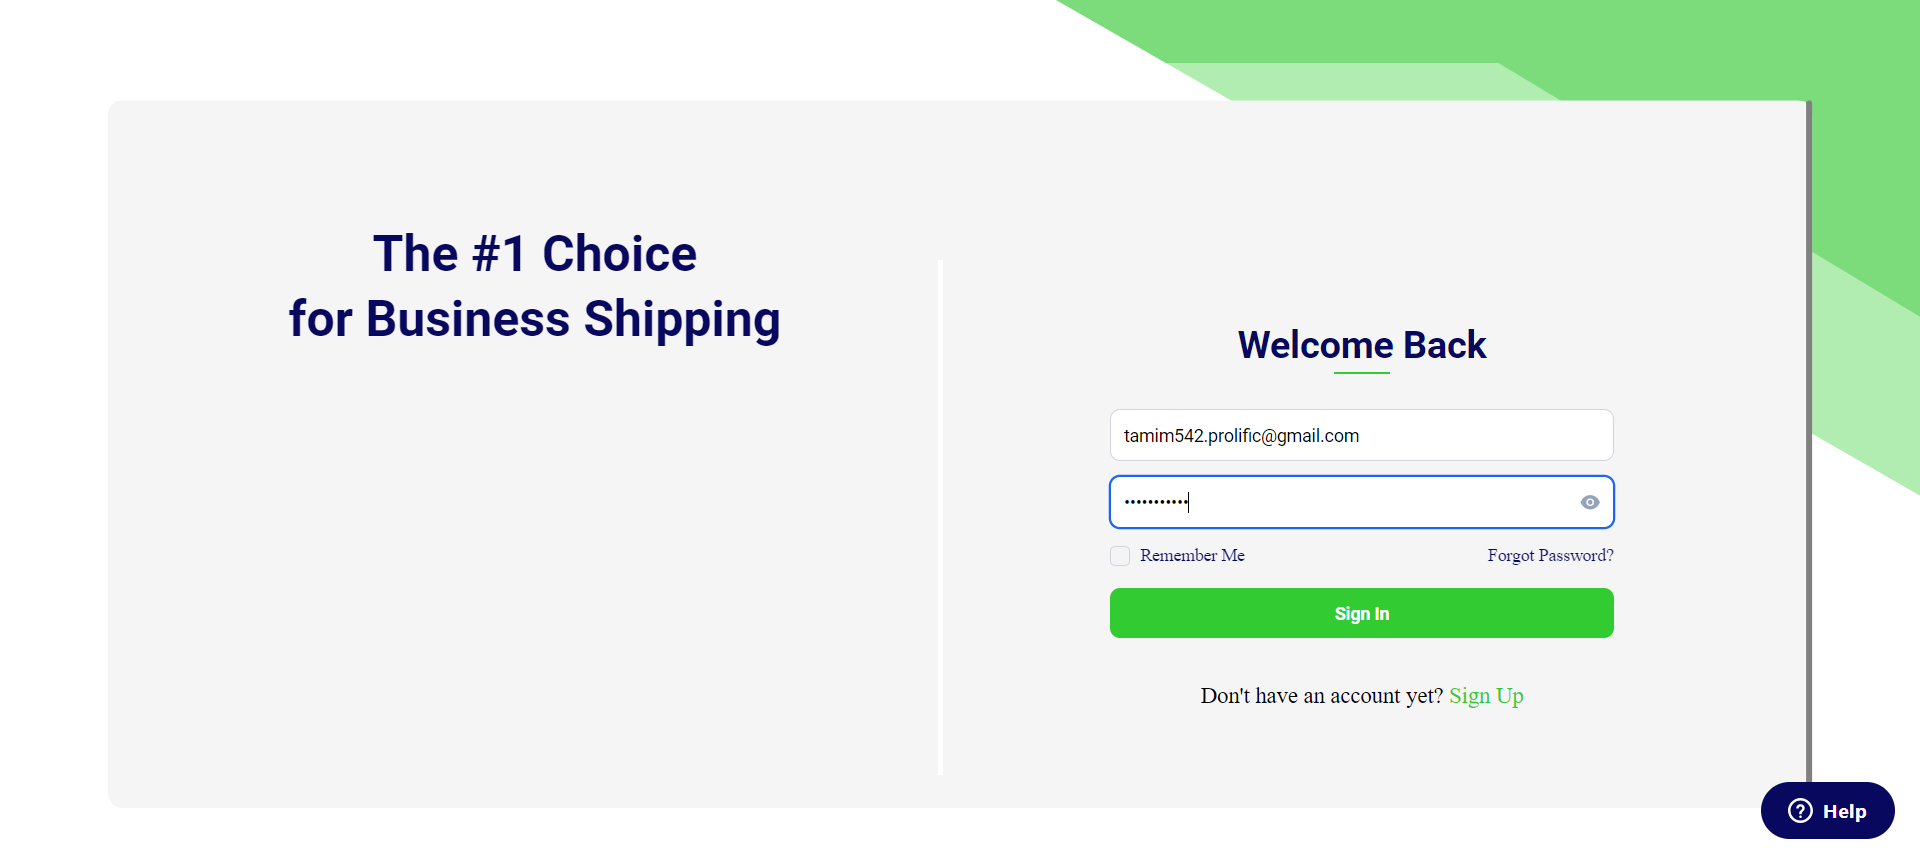 The #1 Choice
for Business Shipping
Welcome Back
tamim542.prolific@gmail.com
•••••••••••
Remember Me
Forgot Password?
Sign In
Don't have an account yet? Sign Up
Help